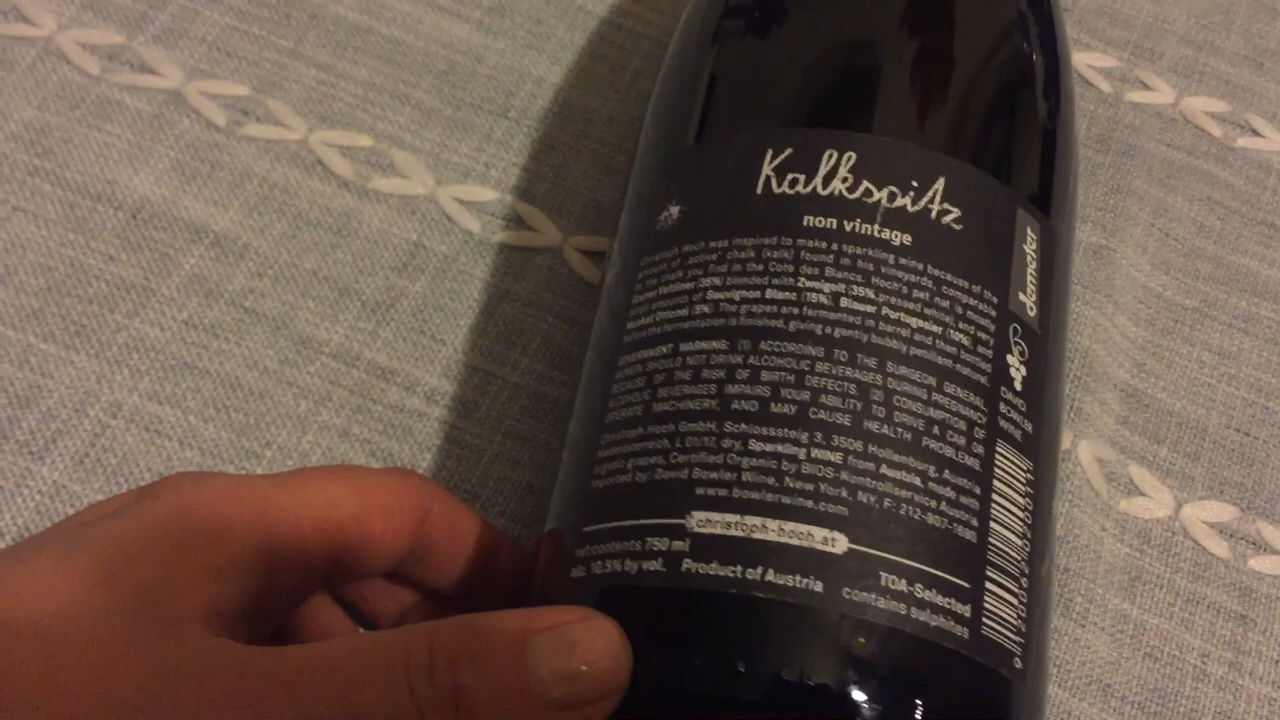 Kalkspitz
non vintage
Christoph Hoch was inspired to make a sparkling wine because of the
amount of „active“ chalk (kalk) found in his vineyards, comparable
to the chalk you find in the Cote des Blancs. Hoch's pet nat is mostly
Grüner Veltliner (35%) blended with Zweigelt (35%, pressed white), and very
small amounts of Sauvignon Blanc (15%), Blauer Portugeiser (10%), and
Muskat Ottonel (5%). The grapes are fermented in barrel and then bottled
before the fermentation is finished, giving a gently bubbly petillant-naturel.
GOVERNMENT WARNING: (1) ACCORDING TO THE SURGEON GENERAL,
WOMEN SHOULD NOT DRINK ALCOHOLIC BEVERAGES DURING PREGNANCY
BECAUSE OF THE RISK OF BIRTH DEFECTS. (2) CONSUMPTION OF
ALCOHOLIC BEVERAGES IMPAIRS YOUR ABILITY TO DRIVE A CAR OR
OPERATE MACHINERY, AND MAY CAUSE HEALTH PROBLEMS.
Christoph Hoch GmbH, Schlosssteig 3, 3506 Hollenburg, Austria
Niederösterreich, L 01/17, dry, Sparkling WINE from Austria, made with
organic grapes, Certified Organic by BIOS-Kontrollservice Austria
Imported by: David Bowler Wine, New York, NY, F: 212-807-1680
www.bowlerwine.com
christoph-hoch.at
net contents 750 ml
alc. 10.5% by vol.
Product of Austria
TOA-Selected
contains sulphites
demeter
DAVID
BOWLER
WINE